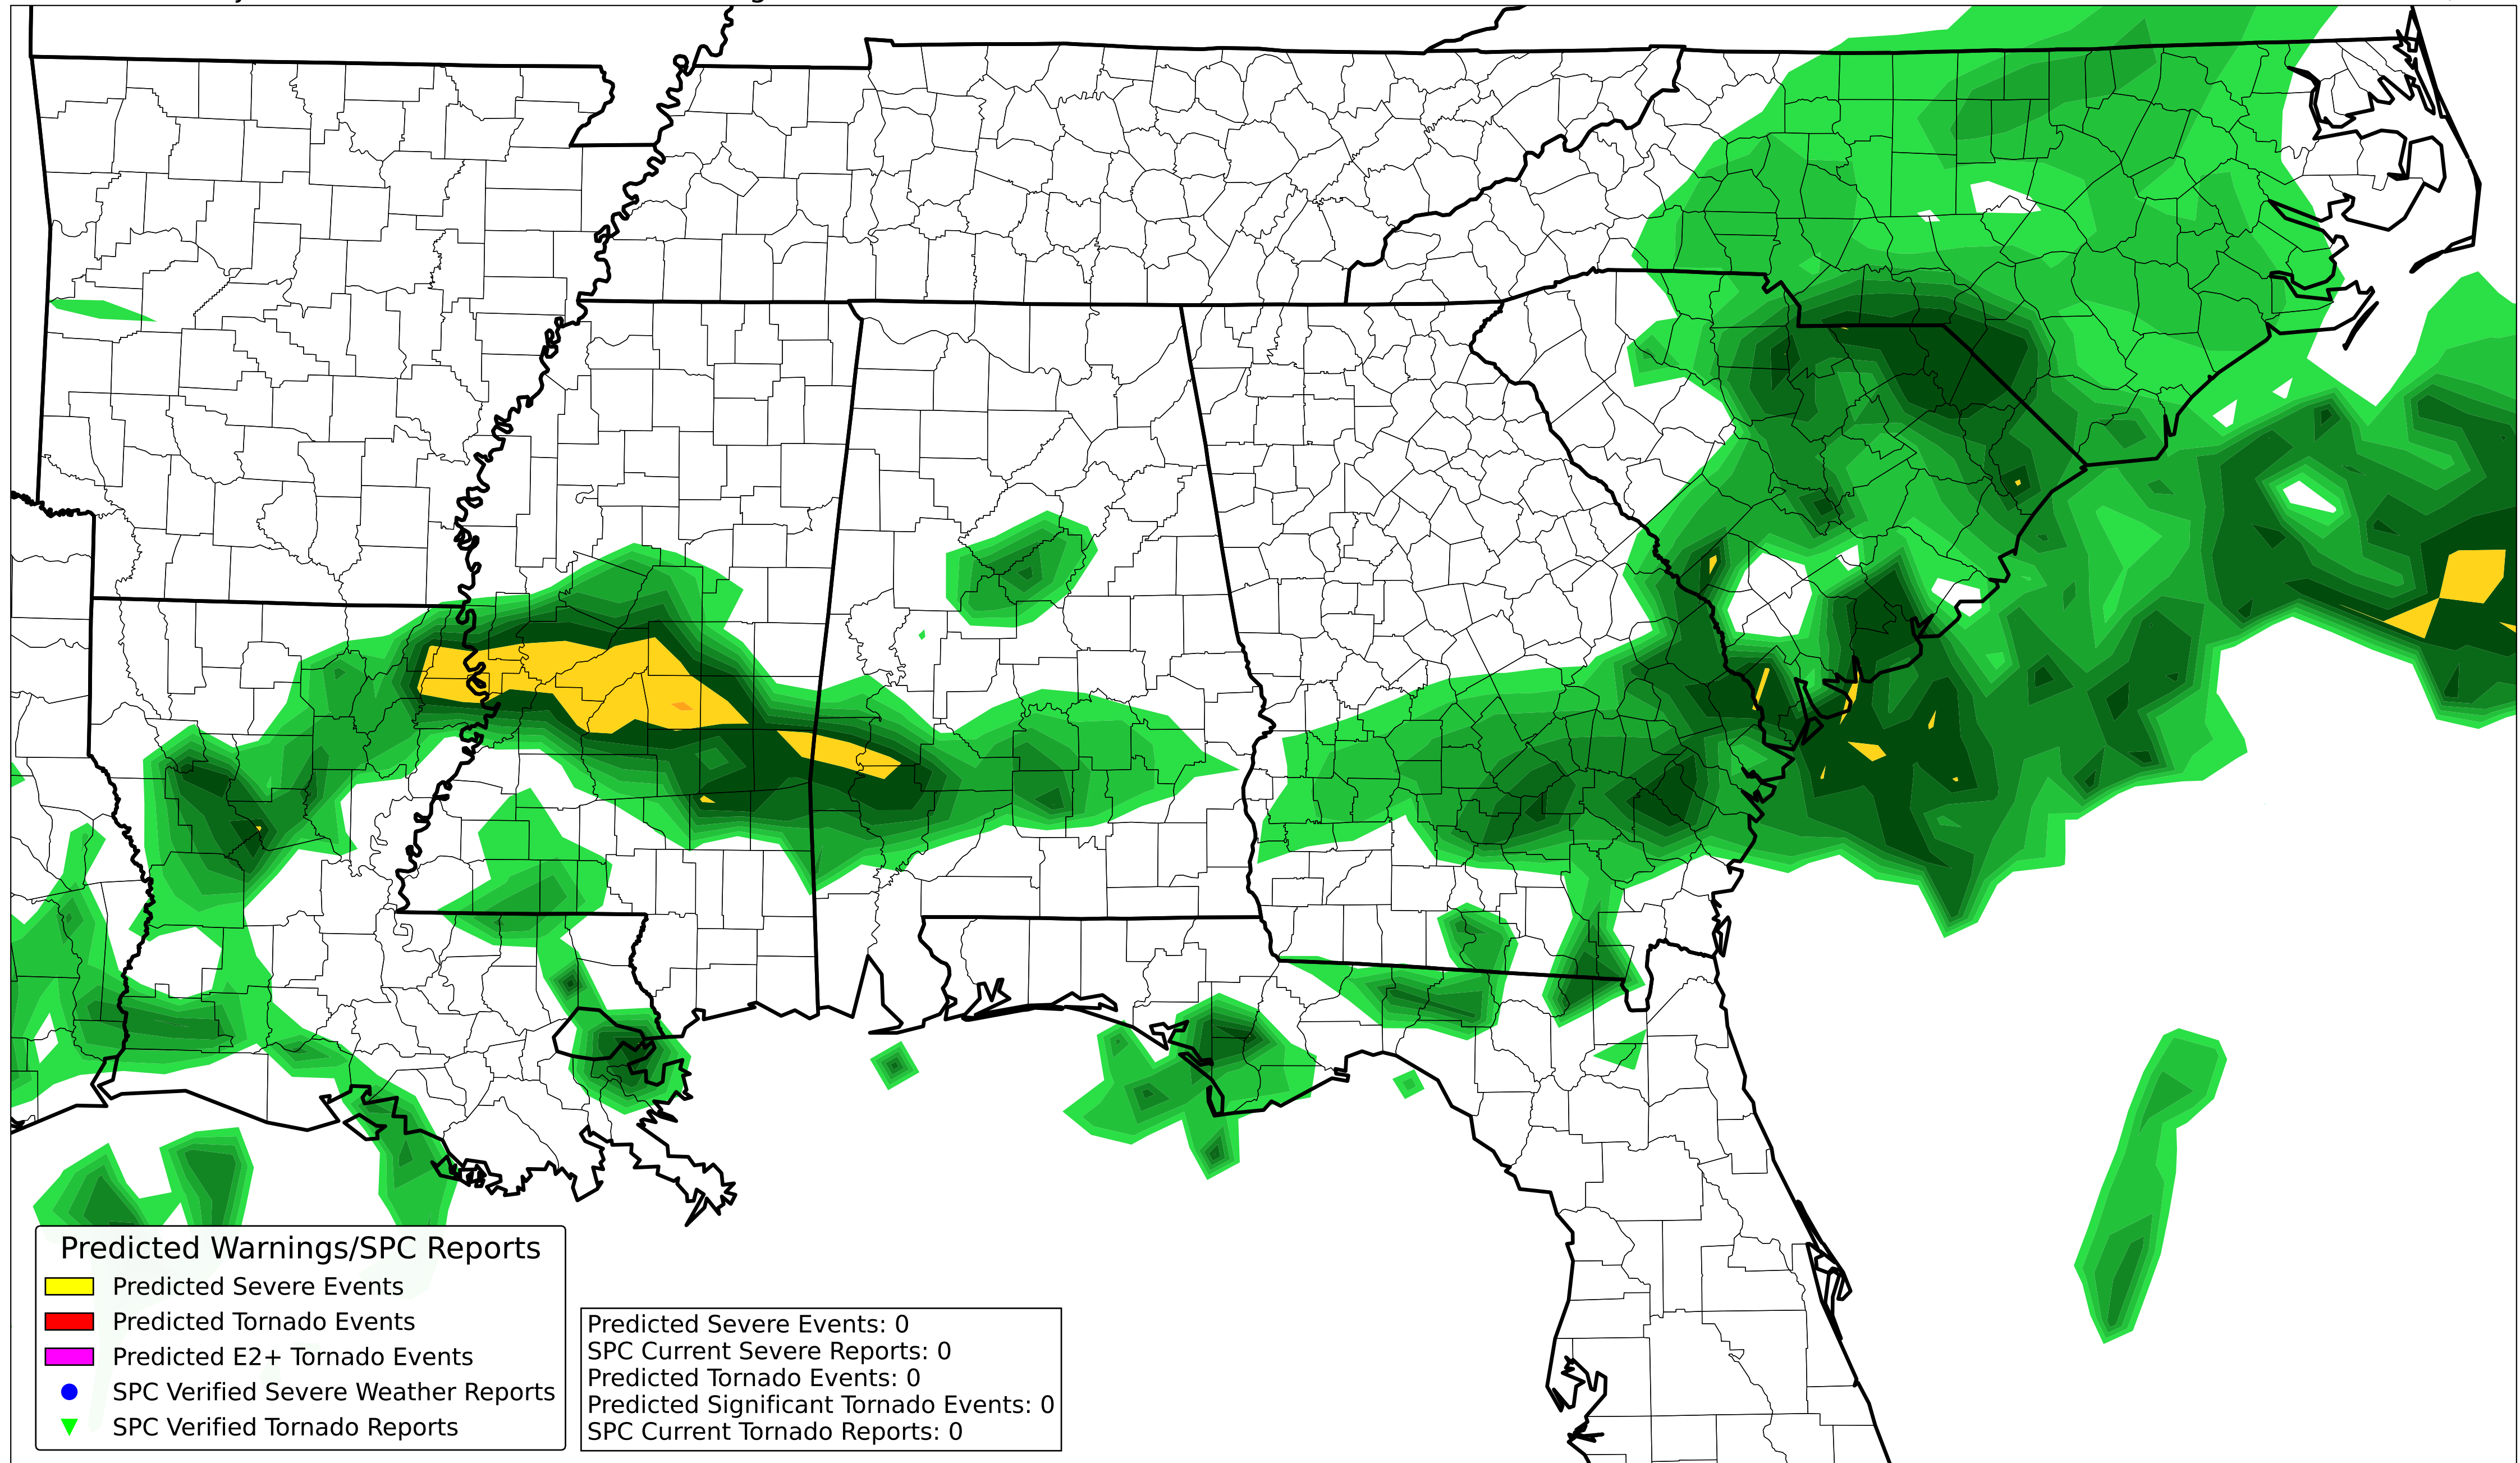 Predicted Warnings/SPC Reports
Predicted Severe Events
Predicted Tornado Events
Predicted E2+ Tornado Events
SPC Verified Severe Weather Reports
SPC Verified Tornado Reports
Predicted Severe Events: 0
SPC Current Severe Reports: 0
Predicted Tornado Events: 0
Predicted Significant Tornado Events: 0
SPC Current Tornado Reports: 0